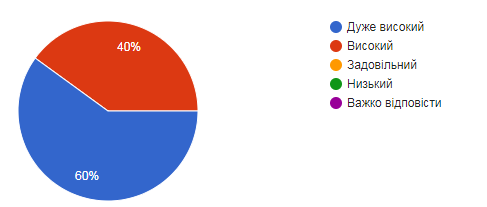 40%
60%
Дуже високий
Високий
Задовільний
Низький
Важко відповісти